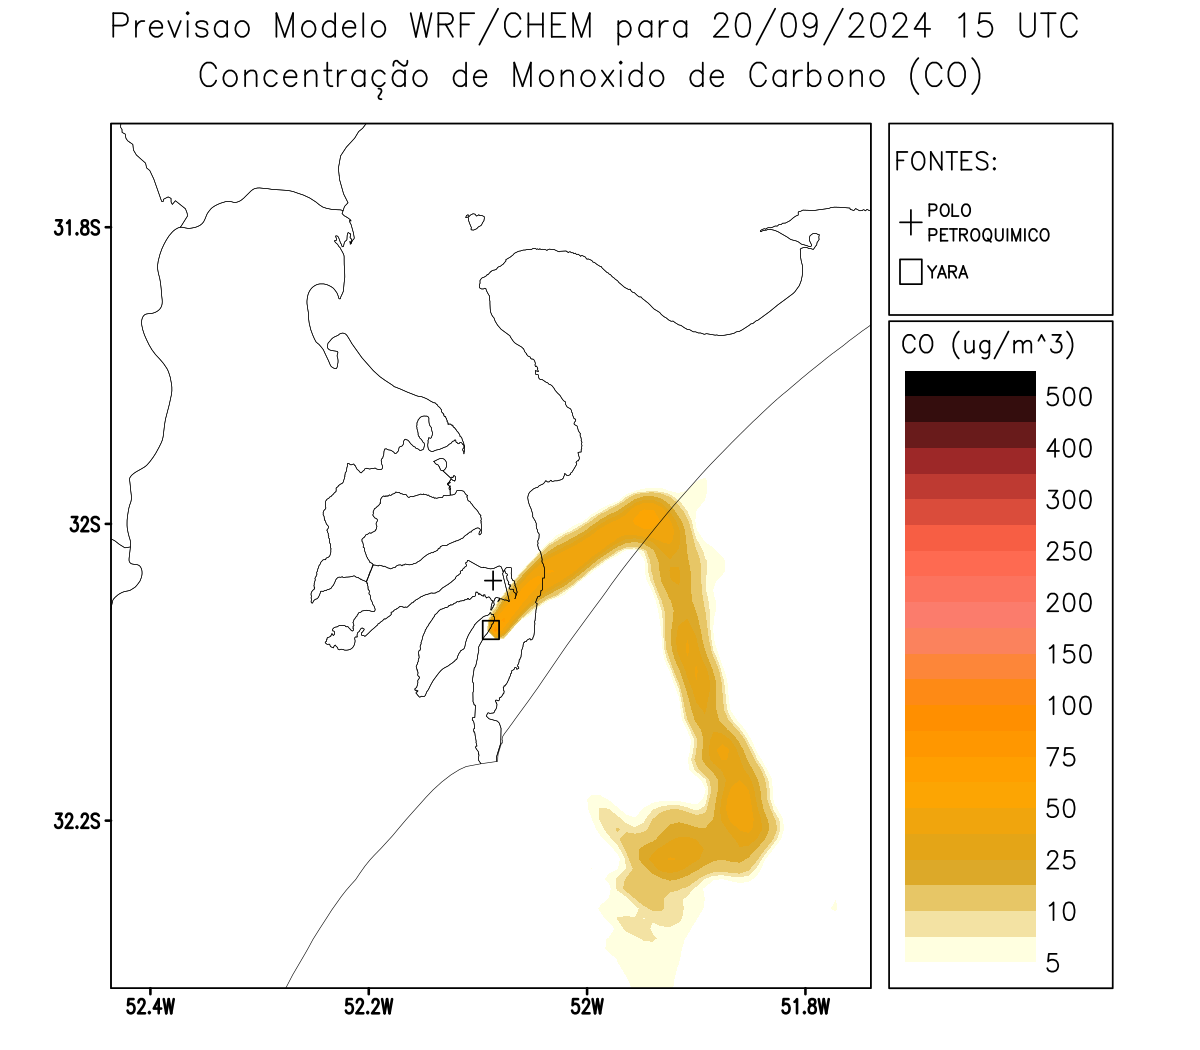 Previsao Modelo WRF/CHEM para 20/09/2024 15 UTC
Concentração de Monoxido de Carbono (CO)
FONTES:
POLO
PETROQUIMICO
YARA
CO (ug/m^3)
500
400
300
250
200
150
100
75
50
25
10
5
31.8S
32S
32.2S
52.4W
52.2W
52W
51.8W